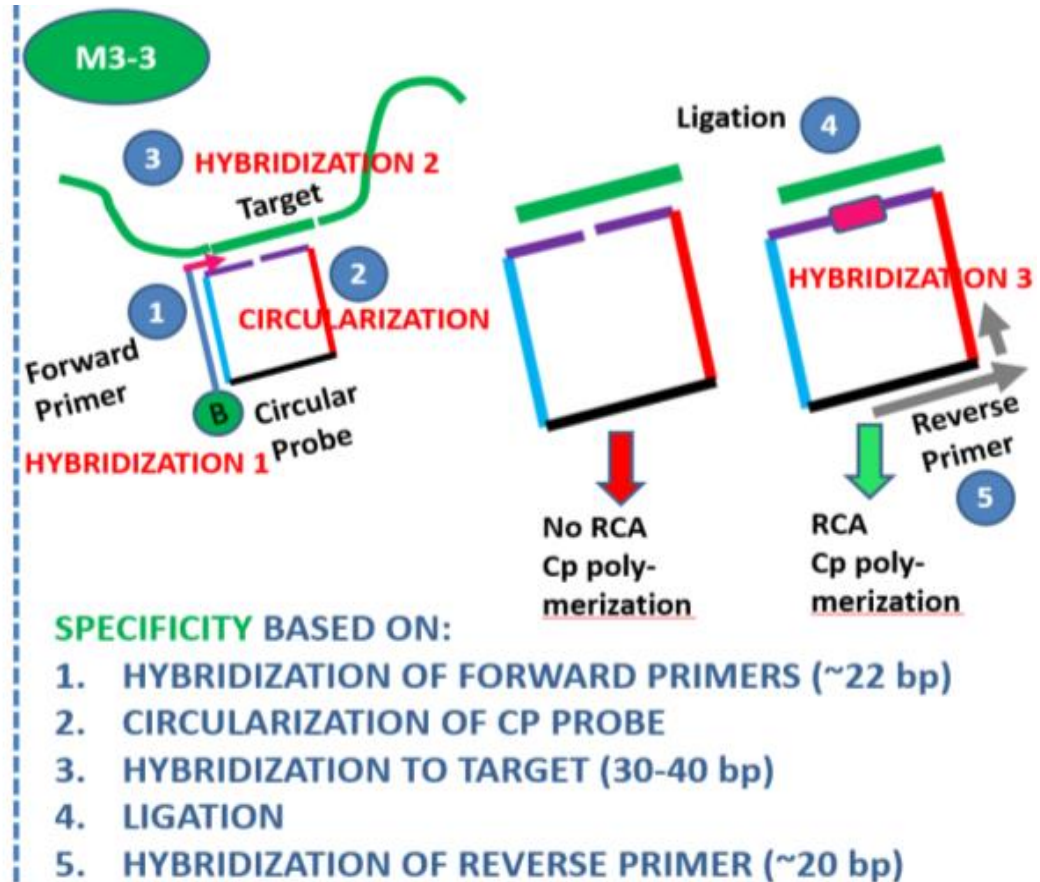 M3-3
3
HYBRIDIZATION 2
Target
1
2
CIRCULARIZATION
Forward
Primer
B
Circular
Probe
HYBRIDIZATION 1
Ligation
4
HYBRIDIZATION 3
Reverse
Primer
5
No RCA
Cp poly-
merization
RCA
Cp poly-
merization
SPECIFICITY BASED ON:
1. HYBRIDIZATION OF FORWARD PRIMERS (~22 bp)
2. CIRCULARIZATION OF CP PROBE
3. HYBRIDIZATION TO TARGET (30-40 bp)
4. LIGATION
5. HYBRIDIZATION OF REVERSE PRIMER (~20 bp)